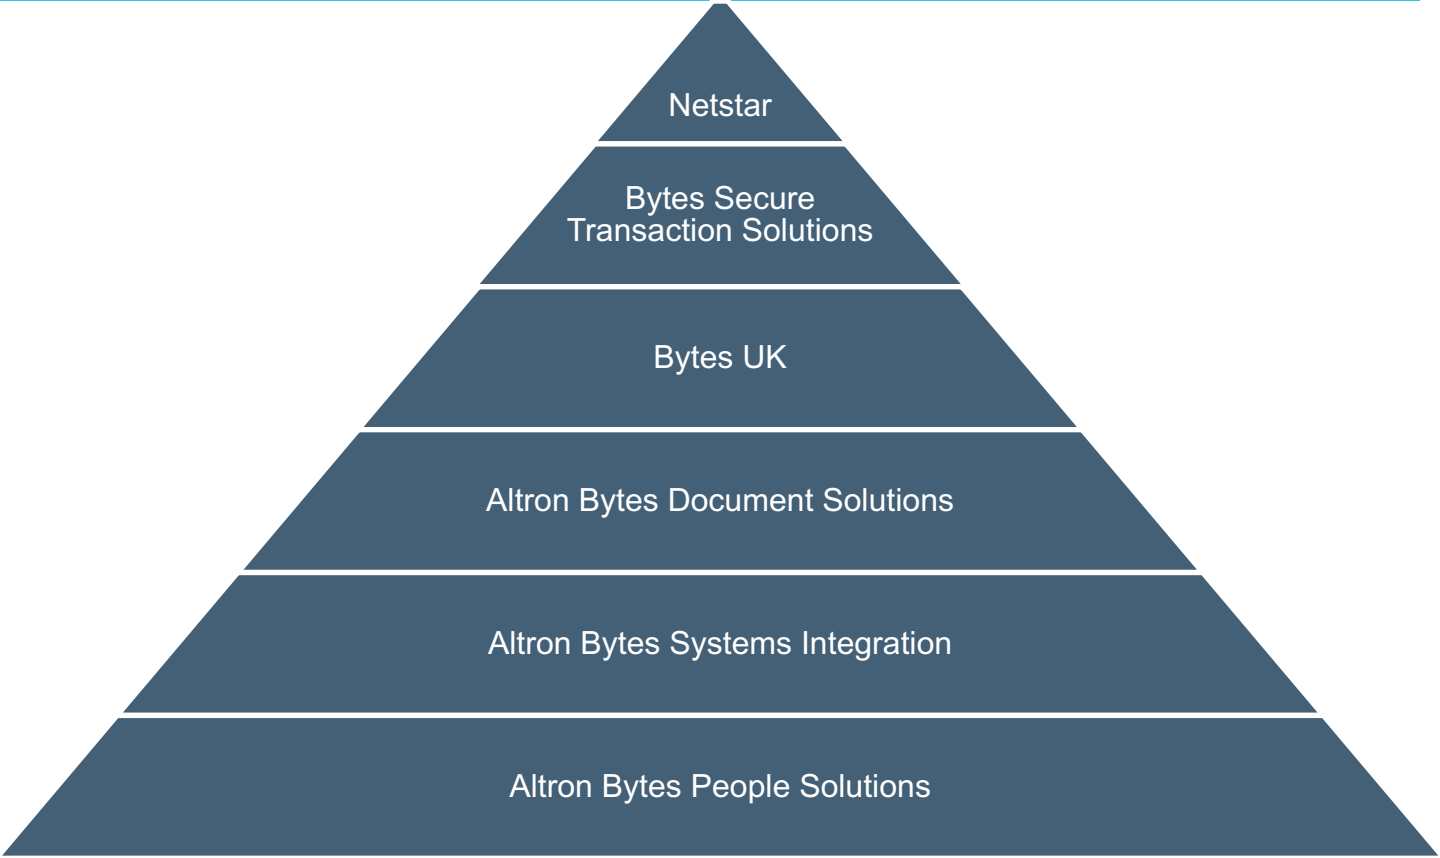 Netstar
Bytes Secure
Transaction Solutions
Bytes UK
Altron Bytes Document Solutions
Altron Bytes Systems Integration
Altron Bytes People Solutions